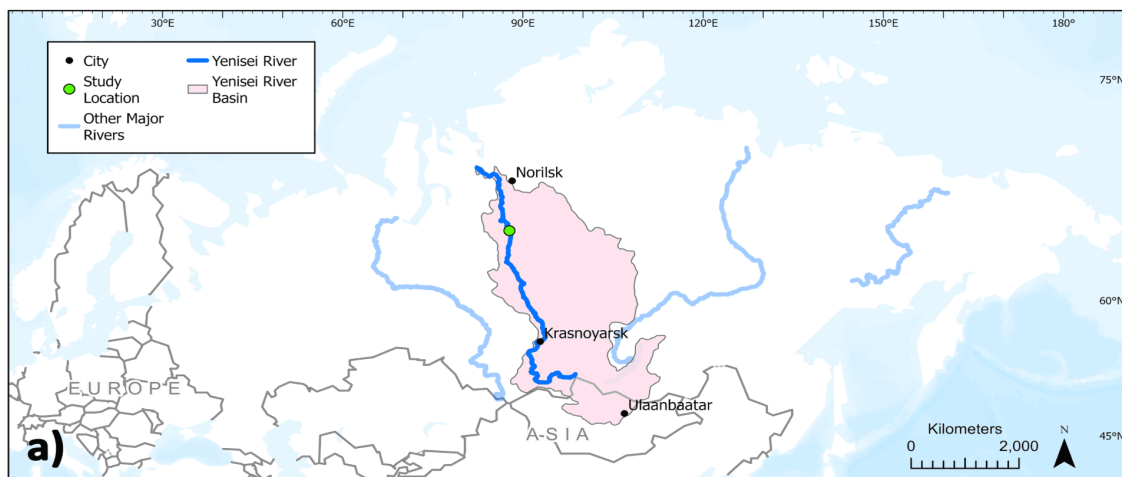 30°E 60°E 90°E 120°E 150°E 180°
City
Yenisei River
Study
Location
Yenisei River
Basin
Other Major
Rivers
75°N
Norilsk
60°N
Krasnoyarsk
EUROPE
Ulaanbaatar
ASIA
a)
Kilometers
0 2,000
N
45°N